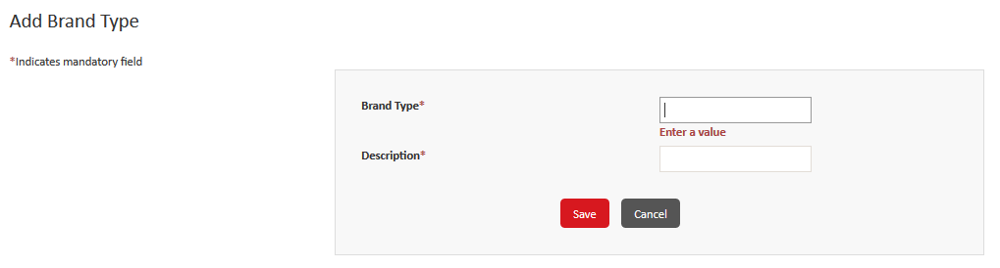 Add Brand Type
*Indicates mandatory field
Brand Type*
Enter a value
Description*
Save Cancel